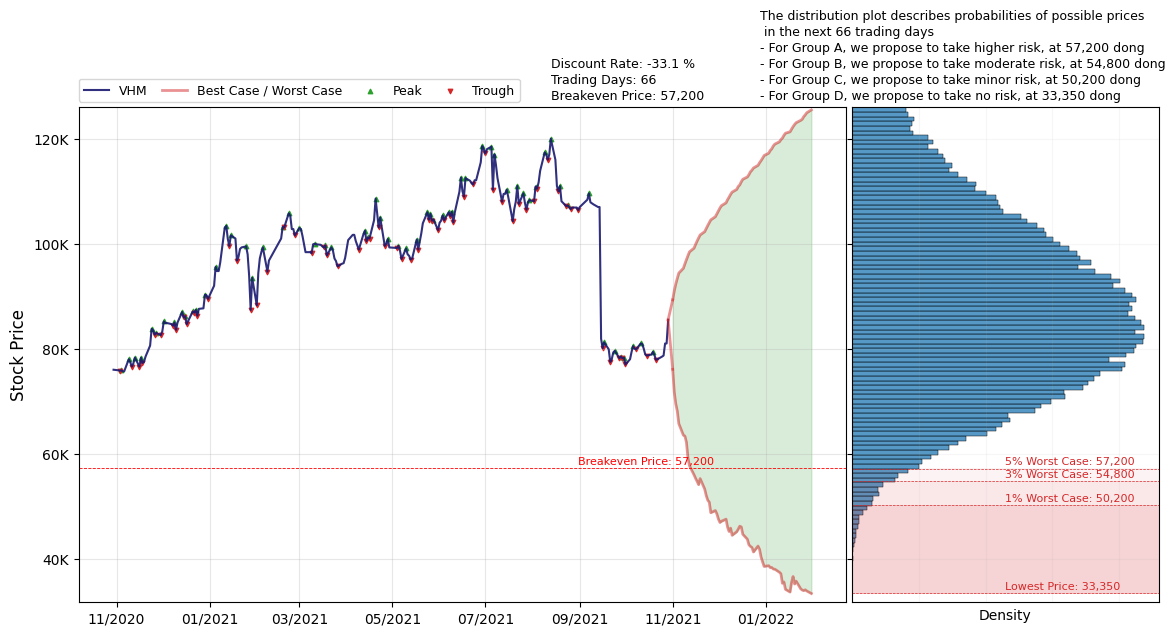 The distribution plot describes probabilities of possible prices
in the next 66 trading days
- For Group A, we propose to take higher risk, at 57,200 dong
- For Group B, we propose to take moderate risk, at 54,800 dong
- For Group C, we propose to take minor risk, at 50,200 dong
- For Group D, we propose to take no risk, at 33,350 dong
Discount Rate: -33.1 %
Trading Days: 66
Breakeven Price: 57,200
VHM
Best Case / Worst Case
Peak
Trough
Stock Price
120K
100K
80K
60K
40K
Breakeven Price: 57,200
11/2020
01/2021
03/2021
05/2021
07/2021
09/2021
11/2021
01/2022
5% Worst Case: 57,200
3% Worst Case: 54,800
1% Worst Case: 50,200
Lowest Price: 33,350
Density